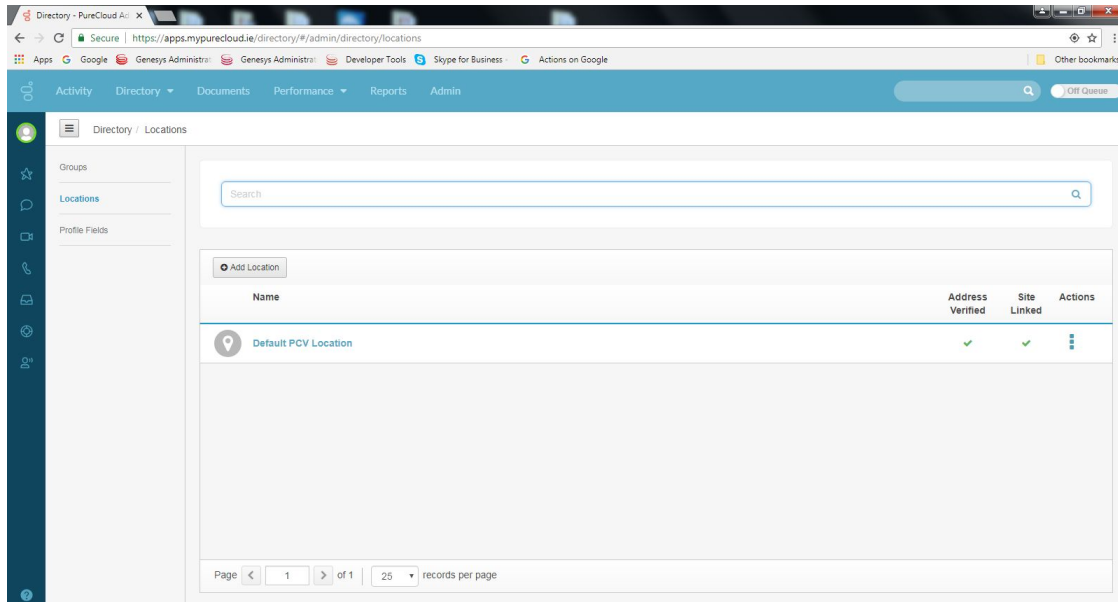 Directory - PureCloud Ad
Secure | https://apps.mypurecloud.ie/directory/#/admin/directory/locations
Apps Google Genesys Administrat Genesys Administrat Developer Tools Skype for Business Actions on Google Other bookmarks
Activity Directory Documents Performance Reports Admin Off Queue
Directory / Locations
Groups
Locations
Profile Fields
Search
Add Location
Name Address Verified Site Linked Actions
Default PCV Location
Page 1 of 1 25 records per page